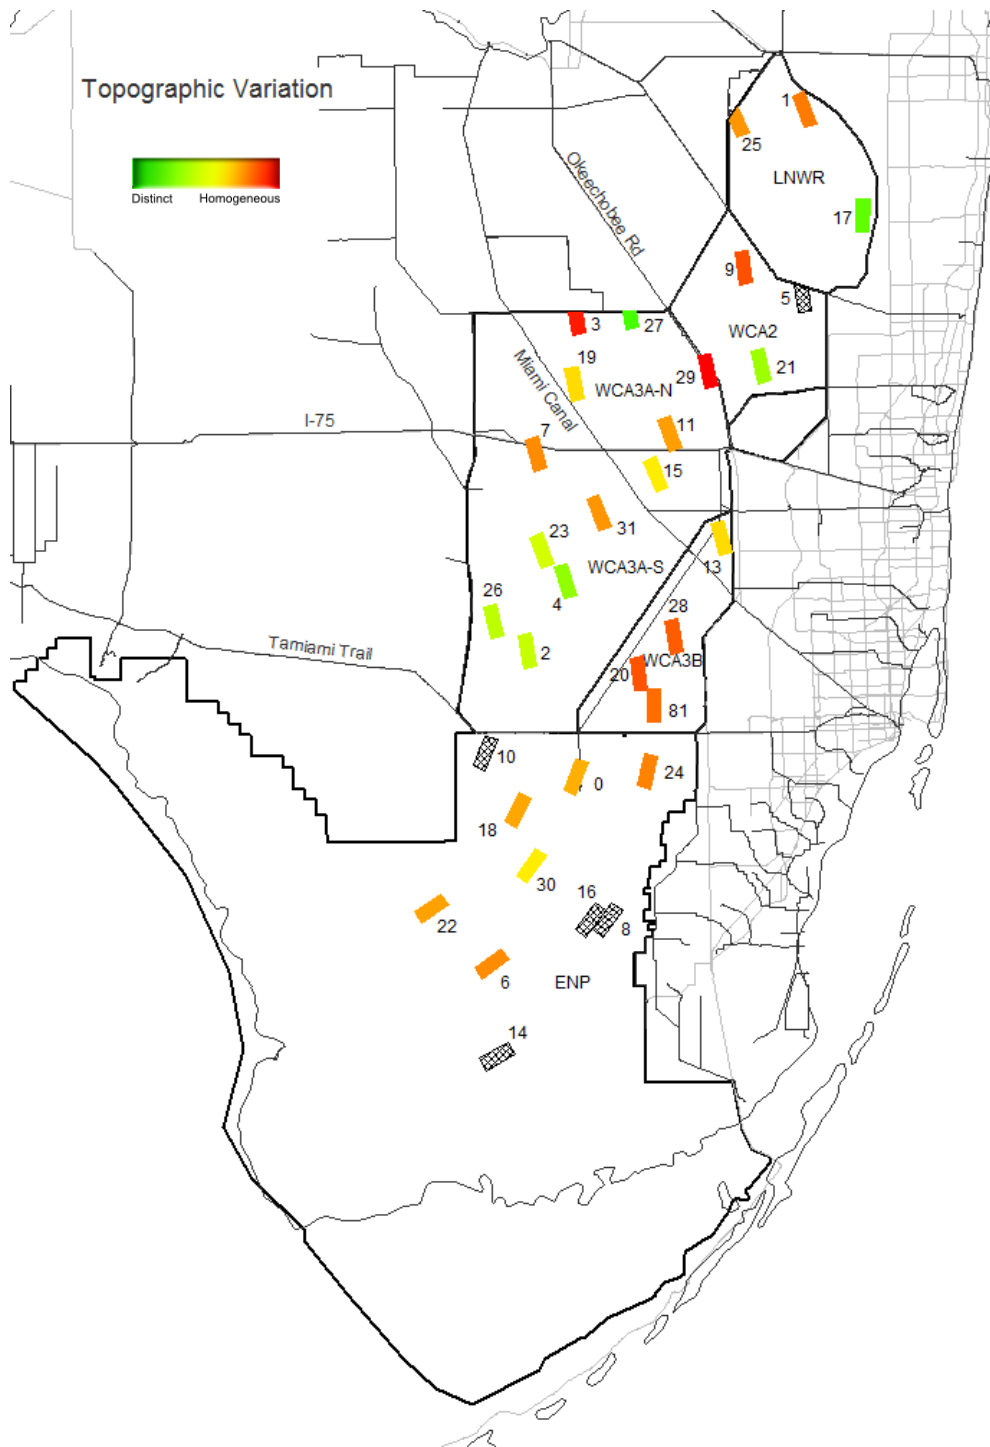 Topographic Variation
Distinct Homogeneous
1
25
LNWR
17
Okeechobee Rd
9
5
WCA2
3
27
21
19
29
WCA3A-N
Miami Canal
I-75
7
11
15
31
23
WCA3A-S
13
4
26
28
2
WCA3B
20
Tamiami Trail
81
10
0
24
18
30
16
8
22
6
ENP
14